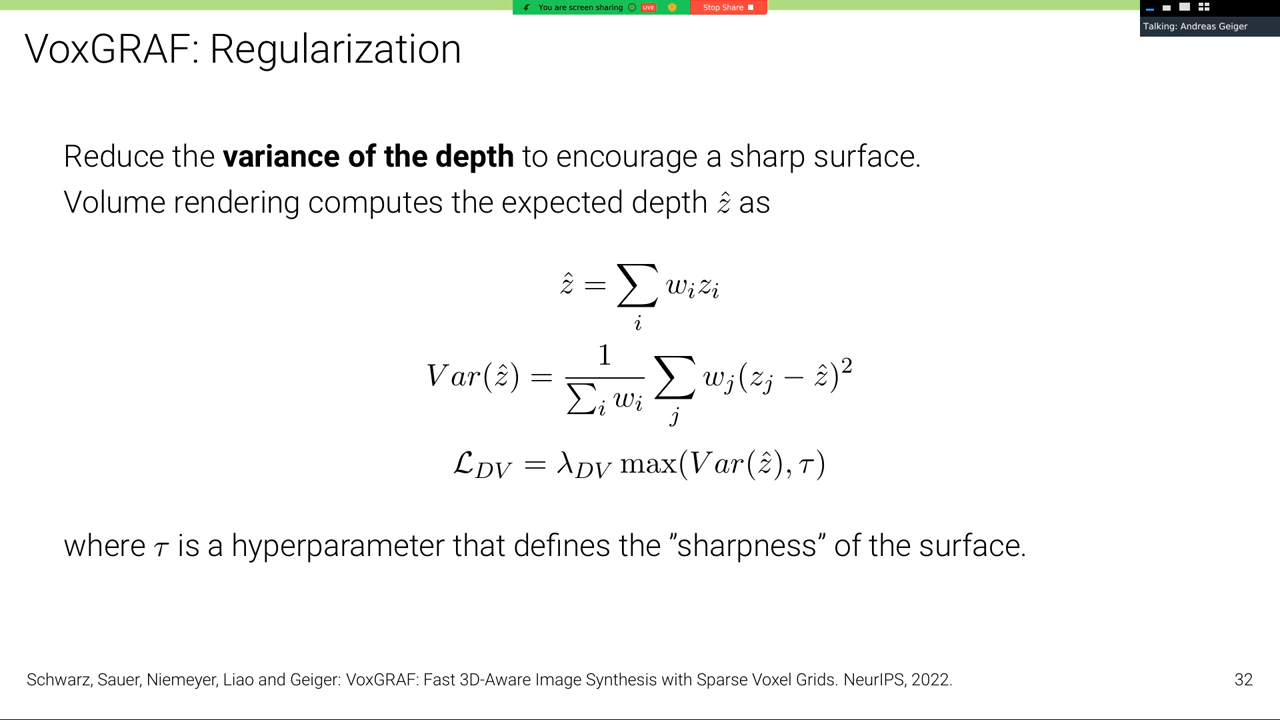 You are screen sharing LIVE Stop Share
Talking: Andreas Geiger
VoxGRAF: Regularization
Reduce the variance of the depth to encourage a sharp surface.
Volume rendering computes the expected depth ẑ as
ẑ = ∑_i w_i z_i
Var(ẑ) = 1 / ∑_i w_i ∑_j w_j(z_j − ẑ)²
ℒ_DV = λ_DV max(Var(ẑ), τ)
where τ is a hyperparameter that defines the ”sharpness” of the surface.
Schwarz, Sauer, Niemeyer, Liao and Geiger: VoxGRAF: Fast 3D-Aware Image Synthesis with Sparse Voxel Grids. NeurIPS, 2022.
32